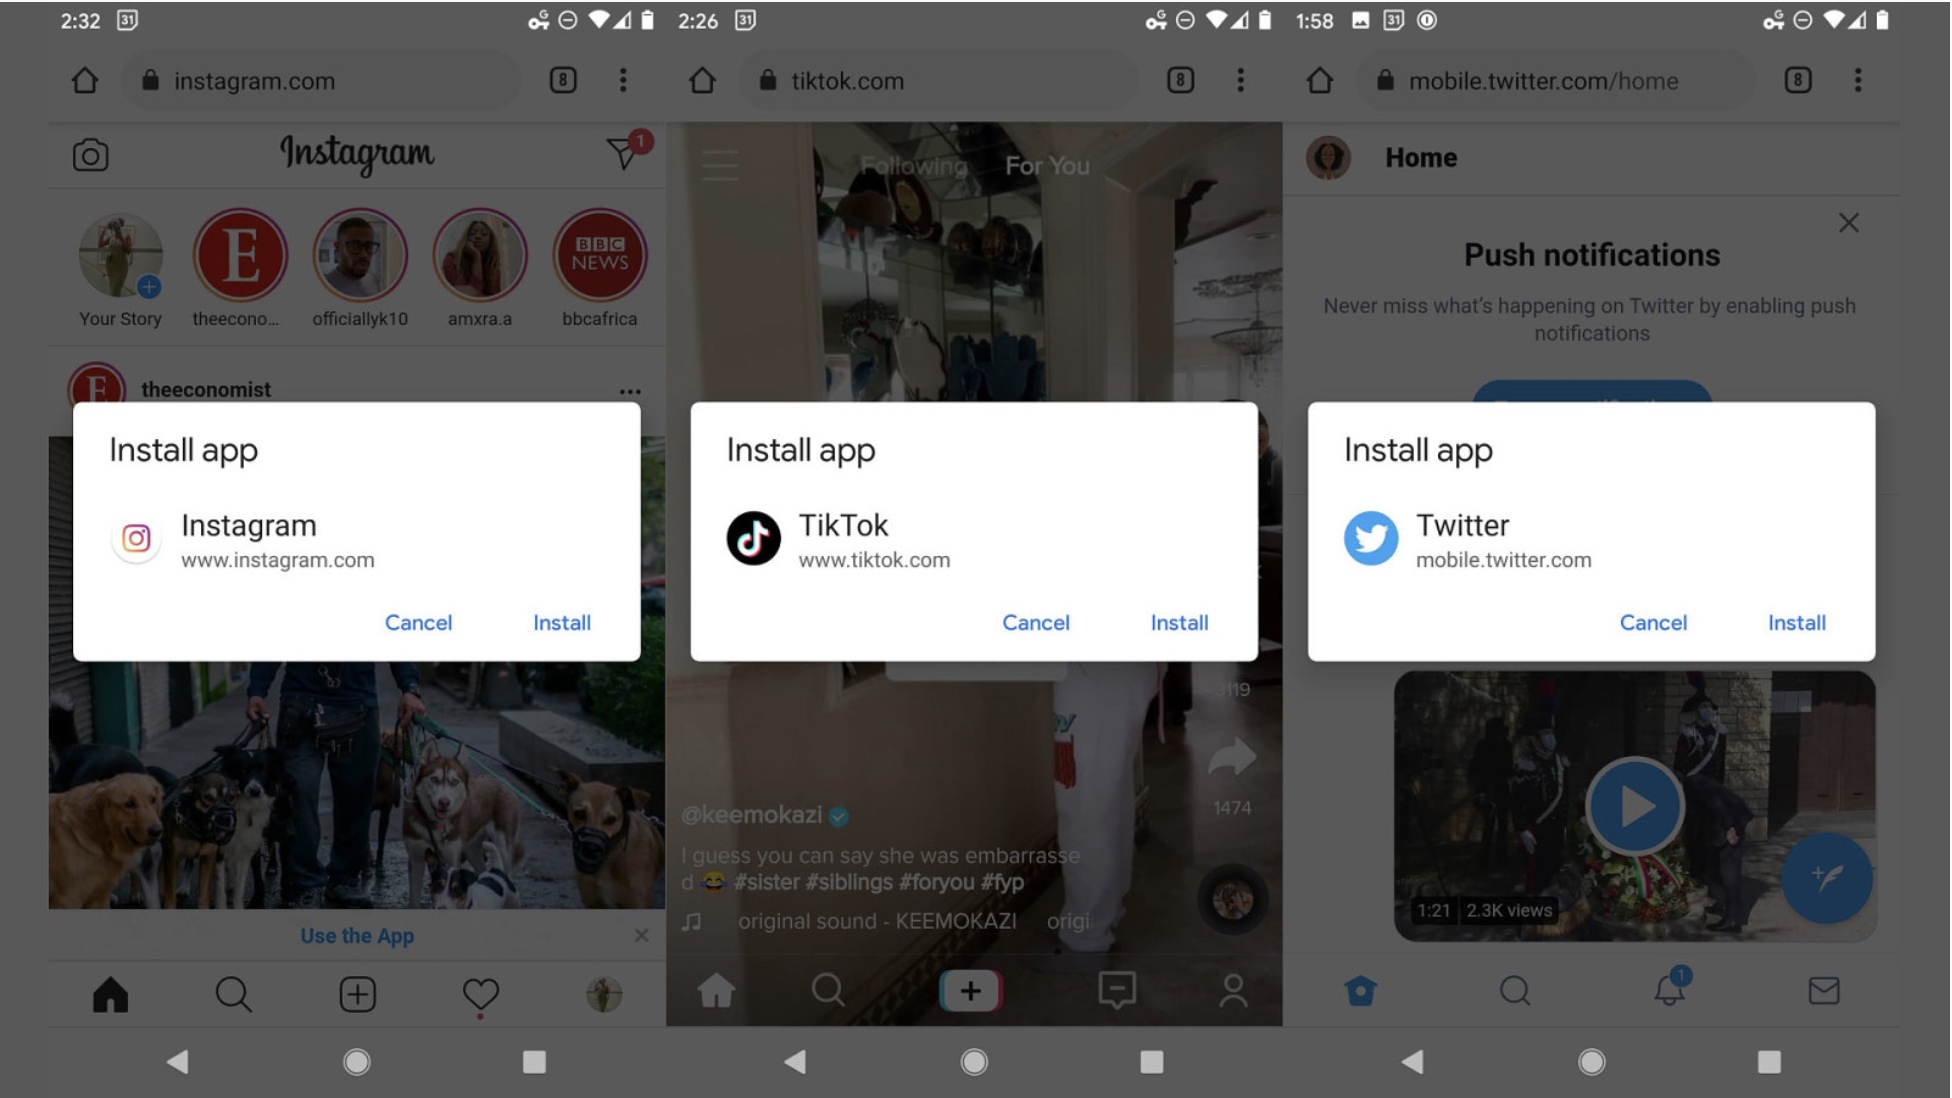 2:32 31
instagram.com 8
Instagram 1
E BBC NEWS
Your Story theecono... officiallyk10 amxra.a bbcafrica
E theeconomist
Install app
Instagram
www.instagram.com
Cancel Install
Use the App
2:26 31
tiktok.com 8
Following For You
Install app
TikTok
www.tiktok.com
Cancel Install
3119
1474
@keemokazi
I guess you can say she was embarrasse
d 😂 #sister #siblings #foryou #fyp
original sound - KEEMOKAZI origi
1:58 31
mobile.twitter.com/home 8
Home
Push notifications
Never miss what's happening on Twitter by enabling push
notifications
Install app
Twitter
mobile.twitter.com
Cancel Install
1:21 2.3K views
1